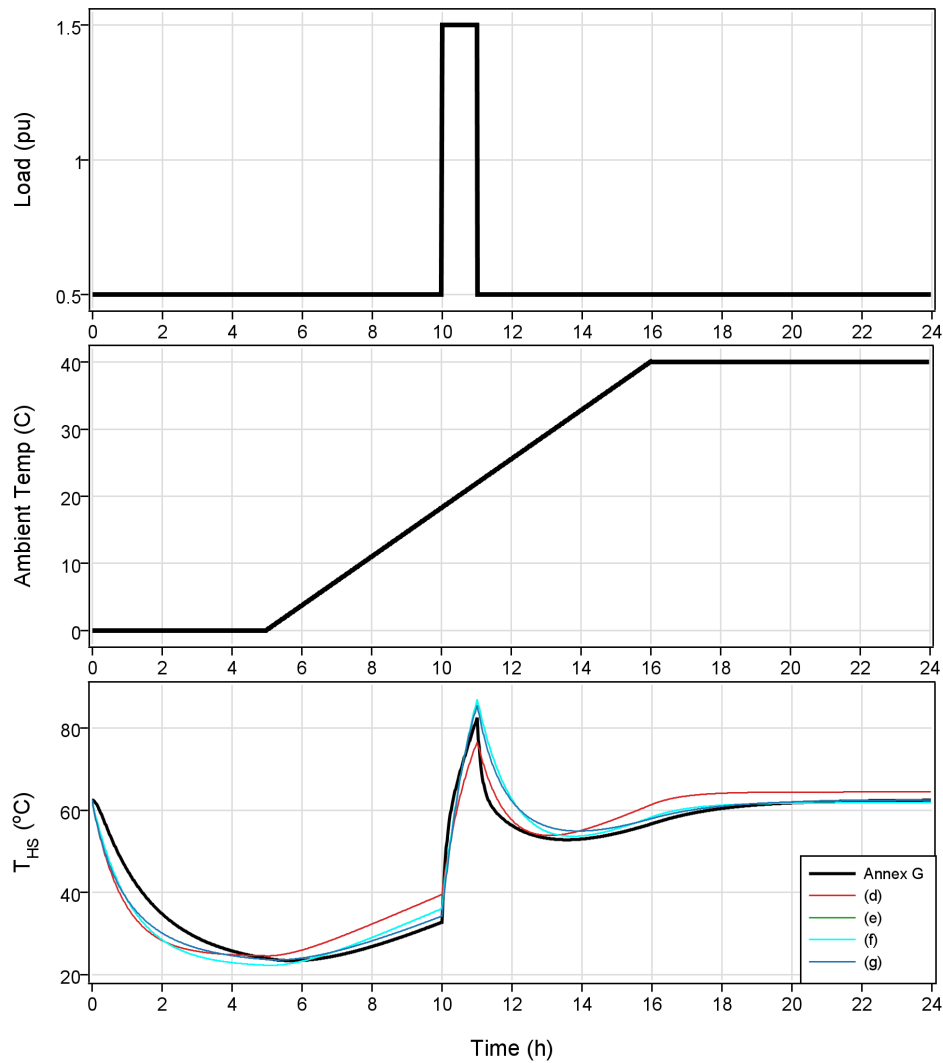 Load (pu)
1.5
1
0.5
0 2 4 6 8 10 12 14 16 18 20 22 24
Ambient Temp (C)
40
30
20
10
0
0 2 4 6 8 10 12 14 16 18 20 22 24
T_HS (ºC)
80
60
40
20
Annex G
(d)
(e)
(f)
(g)
0 2 4 6 8 10 12 14 16 18 20 22 24
Time (h)